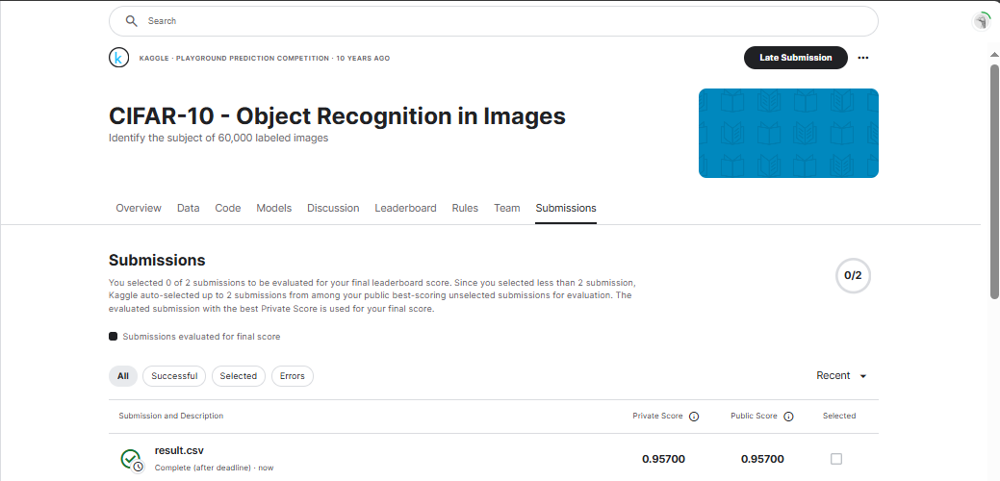 Search
k
KAGGLE · PLAYGROUND PREDICTION COMPETITION · 10 YEARS AGO
Late Submission
CIFAR-10 - Object Recognition in Images
Identify the subject of 60,000 labeled images
Overview Data Code Models Discussion Leaderboard Rules Team Submissions
Submissions
0/2
You selected 0 of 2 submissions to be evaluated for your final leaderboard score. Since you selected less than 2 submission,
Kaggle auto-selected up to 2 submissions from among your public best-scoring unselected submissions for evaluation. The
evaluated submission with the best Private Score is used for your final score.
Submissions evaluated for final score
All Successful Selected Errors Recent
Submission and Description Private Score Public Score Selected
result.csv
Complete (after deadline) · now
0.95700 0.95700